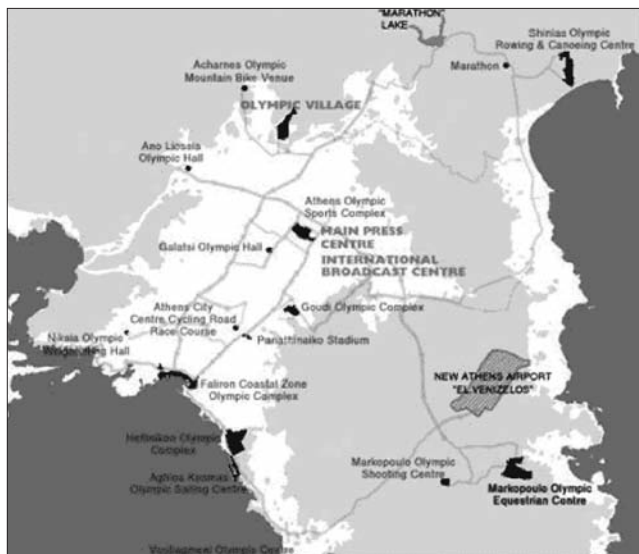 "MARATHON"
LAKE
Shinias Olympic
Rowing & Canoeing Centre
Marathon
Acharnes Olympic
Mountain Bike Venue
OLYMPIC VILLAGE
Ano Liossia
Olympic Hall
Athens Olympic
Sports Complex
MAIN PRESS
CENTRE
INTERNATIONAL
BROADCAST CENTRE
Galatsi Olympic Hall
Athens City
Centre Cycling Road
Race Course
Goudi Olympic Complex
Panathinaiko Stadium
Nikaia Olympic
Hall
Faliron Coastal Zone
Olympic Complex
NEW ATHENS AIRPORT
"EL.VENIZELOS"
Olympic
Complex
Aghios Kosmas
Olympic Sailing Centre
Markopoulo Olympic
Shooting Centre
Markopoulo Olympic
Equestrian Centre
Olympic Centre